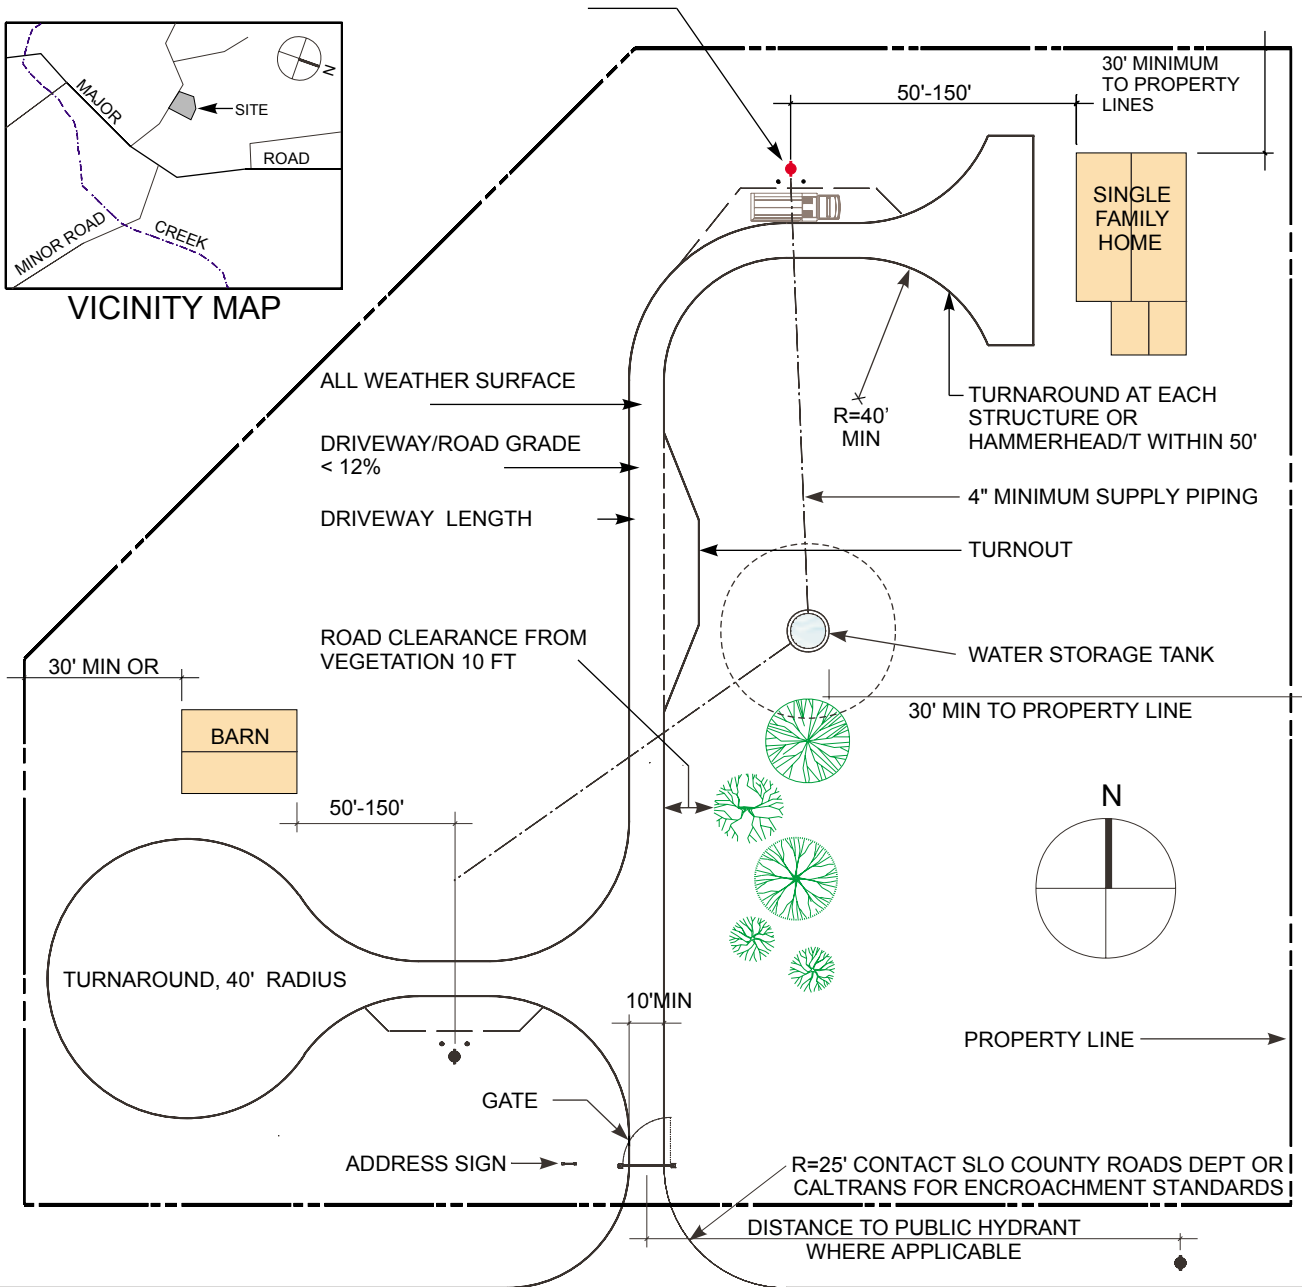 MAJOR
N
SITE
ROAD
MINOR ROAD
CREEK
VICINITY MAP
50'-150'
30' MINIMUM
TO PROPERTY
LINES
SINGLE
FAMILY
HOME
ALL WEATHER SURFACE
DRIVEWAY/ROAD GRADE
< 12%
DRIVEWAY LENGTH
R=40'
MIN
TURNAROUND AT EACH
STRUCTURE OR
HAMMERHEAD/T WITHIN 50'
4" MINIMUM SUPPLY PIPING
TURNOUT
ROAD CLEARANCE FROM
VEGETATION 10 FT
WATER STORAGE TANK
30' MIN OR
30' MIN TO PROPERTY LINE
BARN
50'-150'
N
TURNAROUND, 40' RADIUS
10'MIN
PROPERTY LINE
GATE
ADDRESS SIGN
R=25' CONTACT SLO COUNTY ROADS DEPT OR
CALTRANS FOR ENCROACHMENT STANDARDS
DISTANCE TO PUBLIC HYDRANT
WHERE APPLICABLE